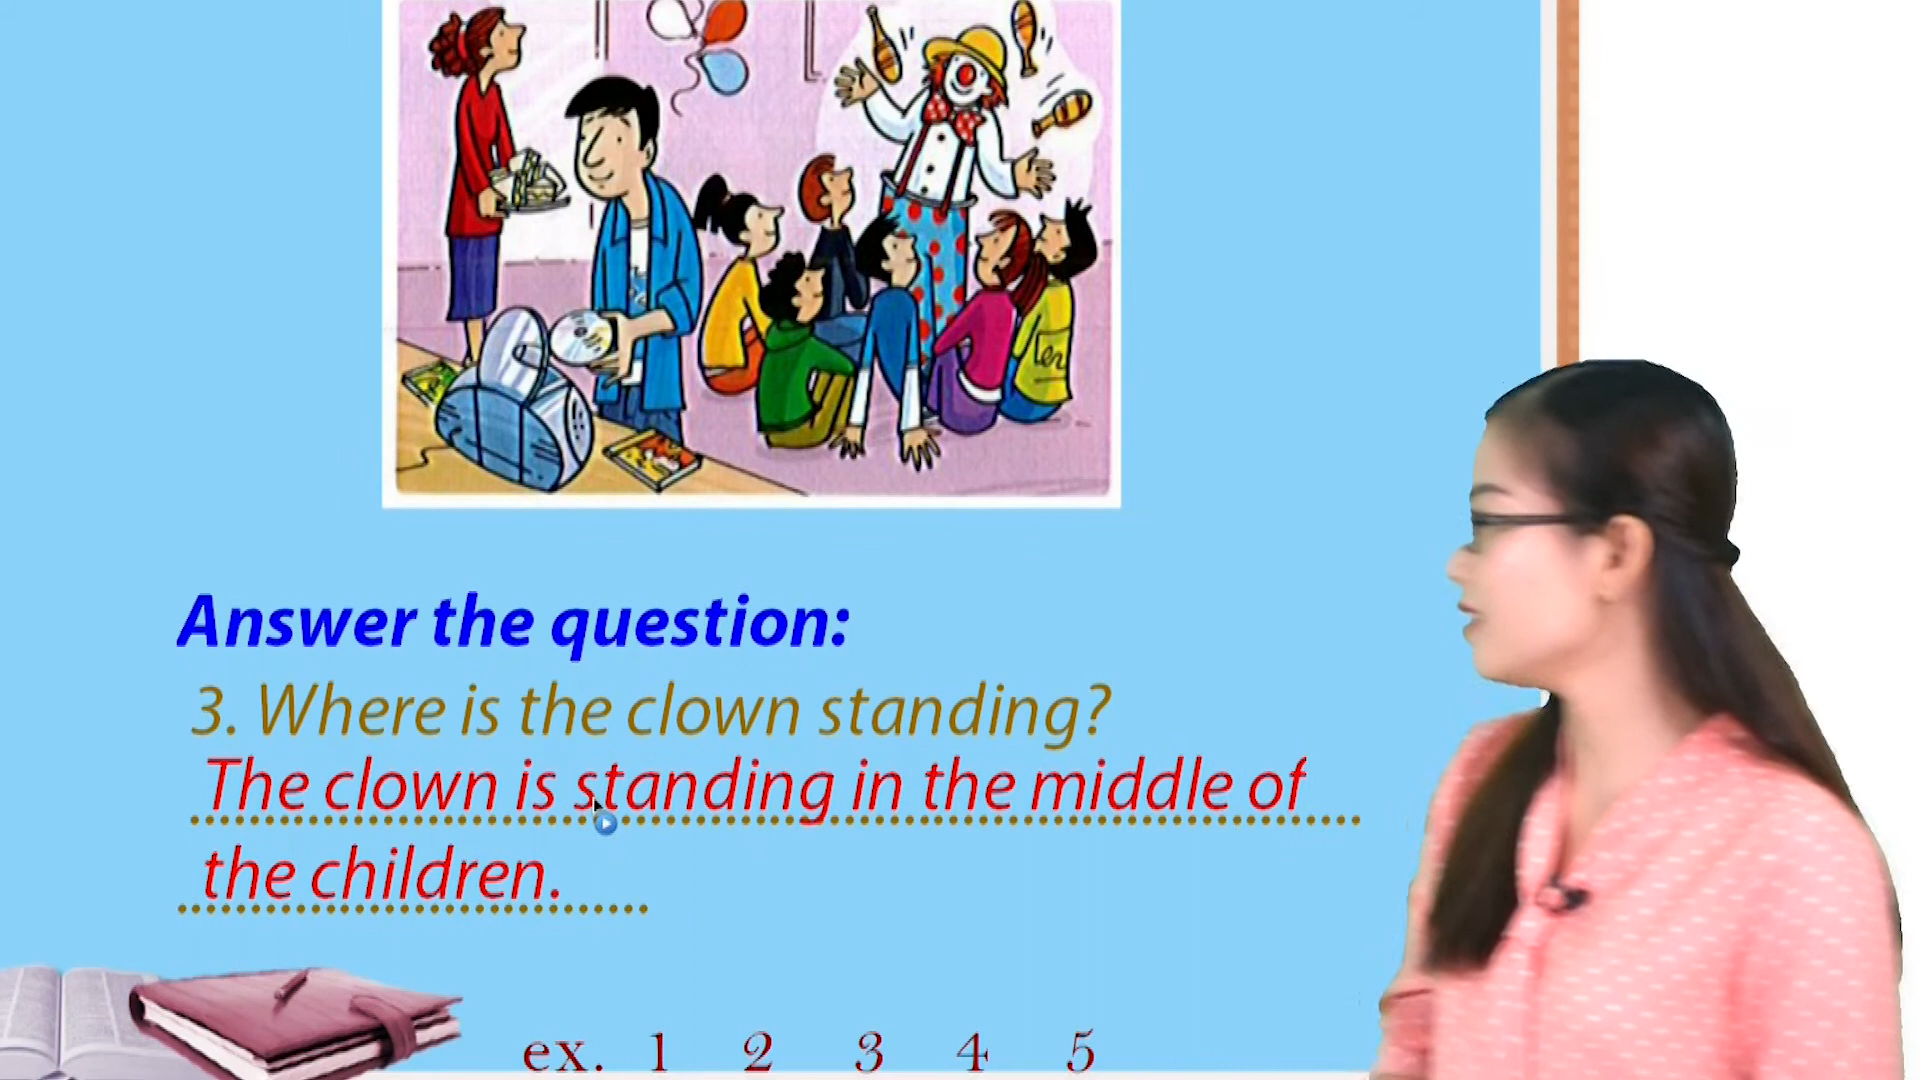 Answer the question:
3. Where is the clown standing?
The clown is standing in the middle of
the children.
ex. 1 2 3 4 5